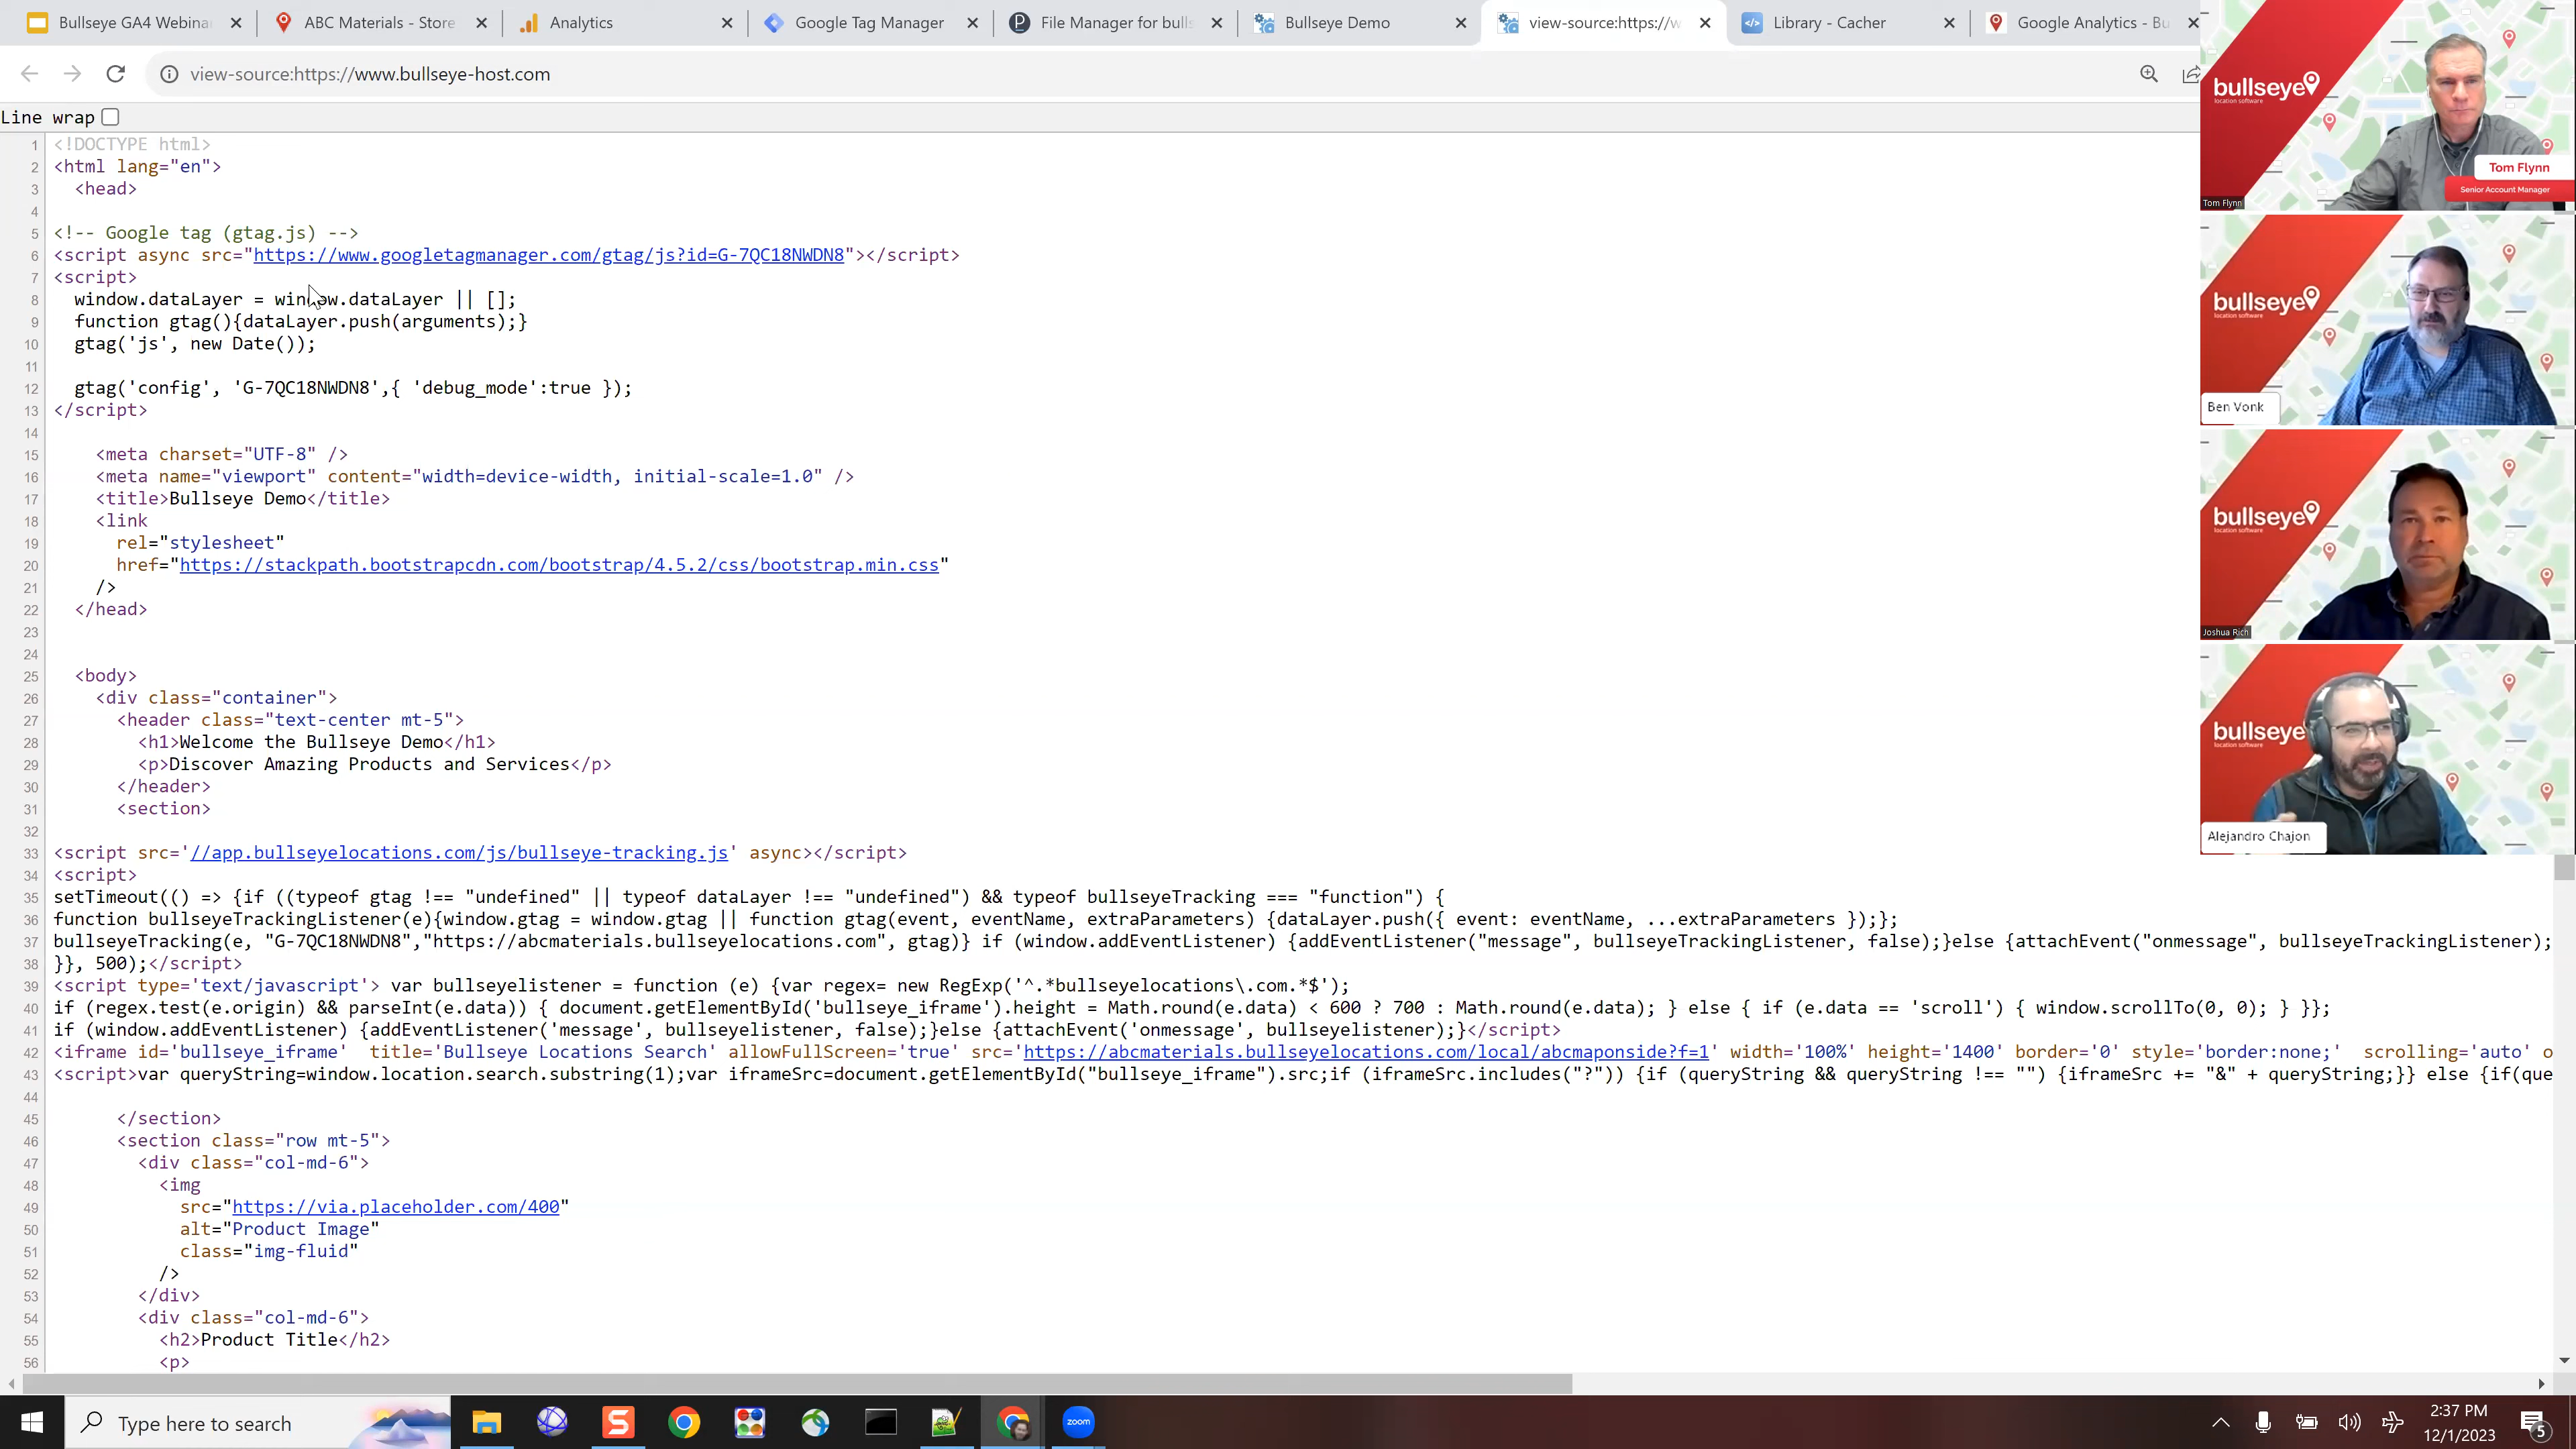 Bullseye GA4 Webina
ABC Materials - Store
Analytics
Google Tag Manager
File Manager for bulls
Bullseye Demo
view-source:https://w
Library - Cacher
Google Analytics - Bu
view-source:https://www.bullseye-host.com
Line wrap
1 <!DOCTYPE html>
2 <html lang="en">
3 <head>
4
5 <!-- Google tag (gtag.js) -->
6 <script async src="https://www.googletagmanager.com/gtag/js?id=G-7QC18NWDN8"></script>
7 <script>
8 window.dataLayer = window.dataLayer || [];
9 function gtag(){dataLayer.push(arguments);}
10 gtag('js', new Date());
11
12 gtag('config', 'G-7QC18NWDN8',{ 'debug_mode':true });
13 </script>
14
15 <meta charset="UTF-8" />
16 <meta name="viewport" content="width=device-width, initial-scale=1.0" />
17 <title>Bullseye Demo</title>
18 <link
19 rel="stylesheet"
20 href="https://stackpath.bootstrapcdn.com/bootstrap/4.5.2/css/bootstrap.min.css"
21 />
22 </head>
23
24
25 <body>
26 <div class="container">
27 <header class="text-center mt-5">
28 <h1>Welcome the Bullseye Demo</h1>
29 <p>Discover Amazing Products and Services</p>
30 </header>
31 <section>
32
33 <script src='//app.bullseyelocations.com/js/bullseye-tracking.js' async></script>
34 <script>
35 setTimeout(() => {if ((typeof gtag !== "undefined" || typeof dataLayer !== "undefined") && typeof bullseyeTracking === "function") {
36 function bullseyeTrackingListener(e){window.gtag = window.gtag || function gtag(event, eventName, extraParameters) {dataLayer.push({ event: eventName, ...extraParameters });};
37 bullseyeTracking(e, "G-7QC18NWDN8","https://abcmaterials.bullseyelocations.com", gtag)} if (window.addEventListener) {addEventListener("message", bullseyeTrackingListener, false);}else {attachEvent("onmessage", bullseyeTrackingListener);
38 }}, 500);</script>
39 <script type='text/javascript'> var bullseyelistener = function (e) {var regex= new RegExp('^.*bullseyelocations\.com.*$');
40 if (regex.test(e.origin) && parseInt(e.data)) { document.getElementById('bullseye_iframe').height = Math.round(e.data) < 600 ? 700 : Math.round(e.data); } else { if (e.data == 'scroll') { window.scrollTo(0, 0); } }};
41 if (window.addEventListener) {addEventListener('message', bullseyelistener, false);}else {attachEvent('onmessage', bullseyelistener);}</script>
42 <iframe id='bullseye_iframe' title='Bullseye Locations Search' allowFullScreen='true' src='https://abcmaterials.bullseyelocations.com/local/abcmaponside?f=1' width='100%' height='1400' border='0' style='border:none;' scrolling='auto' o
43 <script>var queryString=window.location.search.substring(1);var iframeSrc=document.getElementById("bullseye_iframe").src;if (iframeSrc.includes("?")) {if (queryString && queryString !== "") {iframeSrc += "&" + queryString;}} else {if(que
44
45 </section>
46 <section class="row mt-5">
47 <div class="col-md-6">
48 <img
49 src="https://via.placeholder.com/400"
50 alt="Product Image"
51 class="img-fluid"
52 />
53 </div>
54 <div class="col-md-6">
55 <h2>Product Title</h2>
56 <p>
bullseye
location software
Tom Flynn
Senior Account Manager
Tom Flynn
bullseye
location software
Ben Vonk
bullseye
location software
Joshua Rich
bullseye
location software
Alejandro Chajon
Type here to search
zoom
2:37 PM
12/1/2023
5